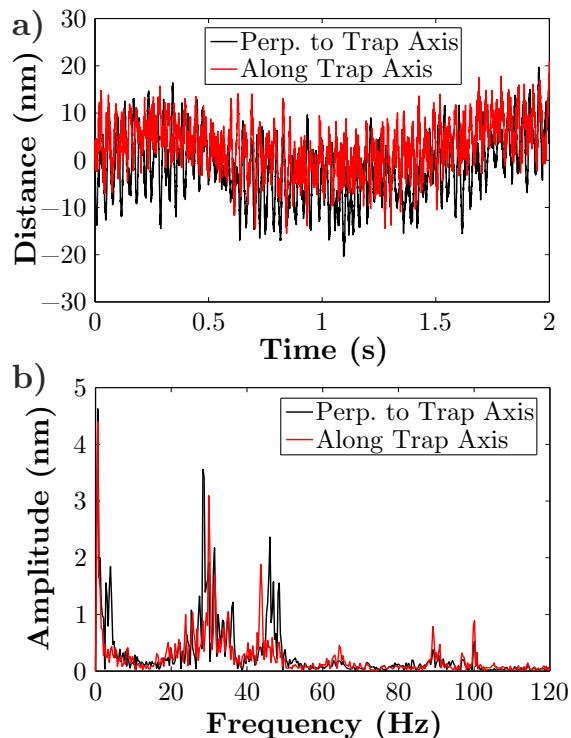 a)
Distance (nm)
30
20
10
0
−10
−20
−30
Perp. to Trap Axis
Along Trap Axis
0 0.5 1 1.5 2
Time (s)
b)
Amplitude (nm)
5
4
3
2
1
0
Perp. to Trap Axis
Along Trap Axis
0 20 40 60 80 100 120
Frequency (Hz)